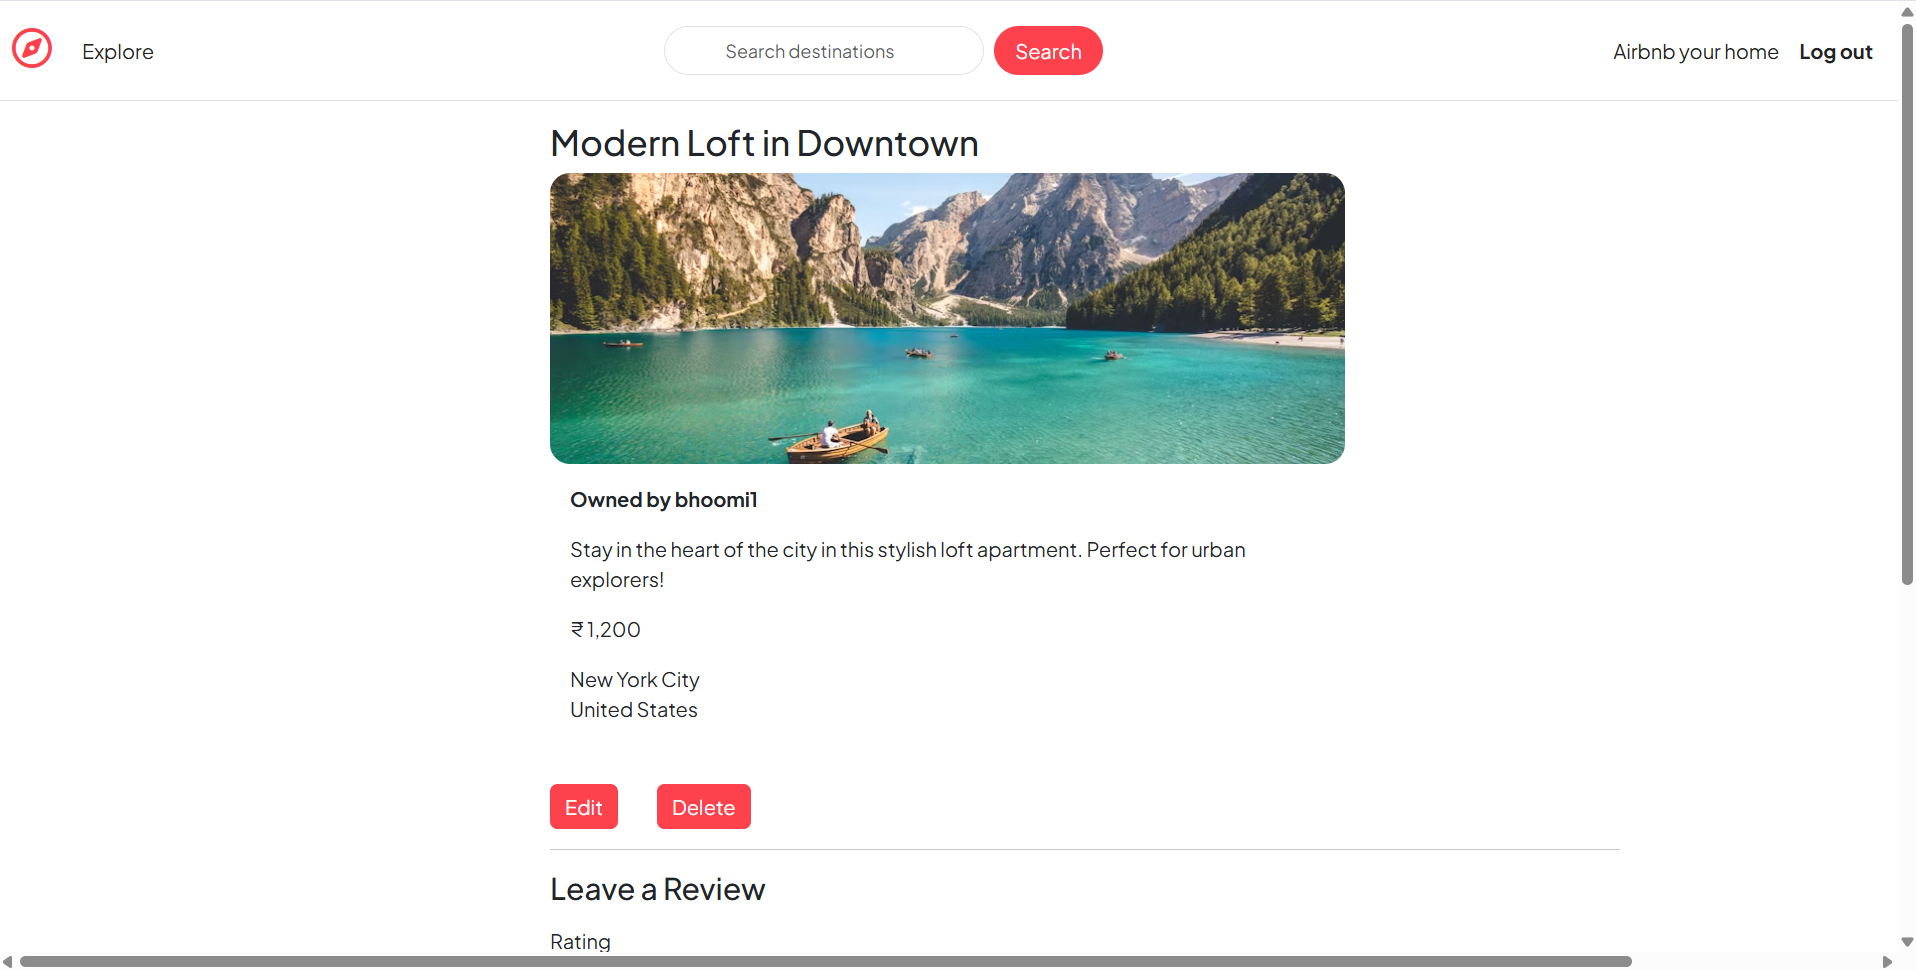 Explore
Search destinations
Search
Airbnb your home
Log out
Modern Loft in Downtown
Owned by bhoomi1
Stay in the heart of the city in this stylish loft apartment. Perfect for urban
explorers!
₹ 1,200
New York City
United States
Edit
Delete
Leave a Review
Rating